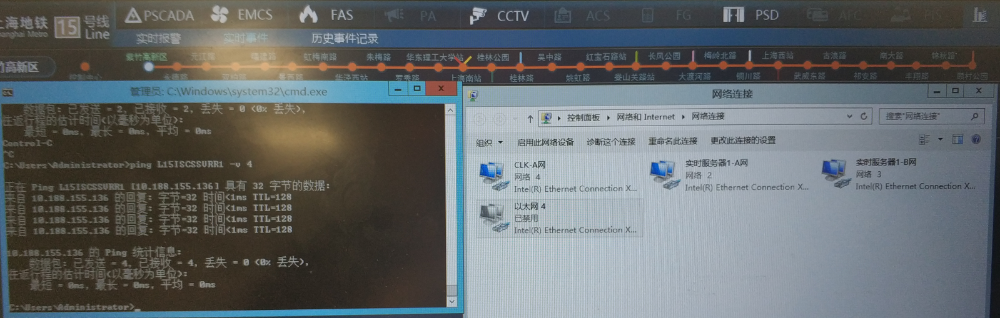 上海地铁 15 号线
Shanghai Metro Line
PSCADA EMCS FAS PA CCTV ACS FG PSD AFC PIS
实时报警 实时事件 历史事件记录
紫竹高新区 元江路 曙建路 虹梅南路 朱梅路 华东理工大学站 桂林公园 吴中路 红宝石路站 长风公园 梅岭北路 上海西站 古浪路 南大路 锦秋路
竹高新区
控制中心 永德路 双柏路 景西路 华泾西站 罗秀路 上海南站 桂林路 姚虹路 娄山关路站 大渡河路 铜川路 武威东路 祁安路 丰翔路 顾村公园
管理员: C:\Windows\system32\cmd.exe
数据包: 已发送 = 2, 已接收 = 2, 丢失 = 0 (0% 丢失),
往返行程的估计时间(以毫秒为单位):
最短 = 0ms, 最长 = 0ms, 平均 = 0ms
Control-C
^C
C:\Users\Administrator>ping L15ISCSSVRR1 -v 4
正在 Ping L15ISCSSVRR1 [10.188.155.136] 具有 32 字节的数据:
来自 10.188.155.136 的回复: 字节=32 时间<1ms TTL=128
来自 10.188.155.136 的回复: 字节=32 时间<1ms TTL=128
来自 10.188.155.136 的回复: 字节=32 时间<1ms TTL=128
来自 10.188.155.136 的回复: 字节=32 时间<1ms TTL=128
10.188.155.136 的 Ping 统计信息:
数据包: 已发送 = 4, 已接收 = 4, 丢失 = 0 (0% 丢失),
往返行程的估计时间(以毫秒为单位):
最短 = 0ms, 最长 = 0ms, 平均 = 0ms
C:\Users\Administrator>_
网络连接
控制面板 网络和 Internet 网络连接
搜索"网络连接"
组织 启用此网络设备 诊断这个连接 重命名此连接 更改此连接的设置
CLK-A网
网络 4
Intel(R) Ethernet Connection X...
实时服务器1-A网
网络 2
Intel(R) Ethernet Connection X...
实时服务器1-B网
网络 3
Intel(R) Ethernet Connection X...
以太网 4
已禁用
Intel(R) Ethernet Connection X...